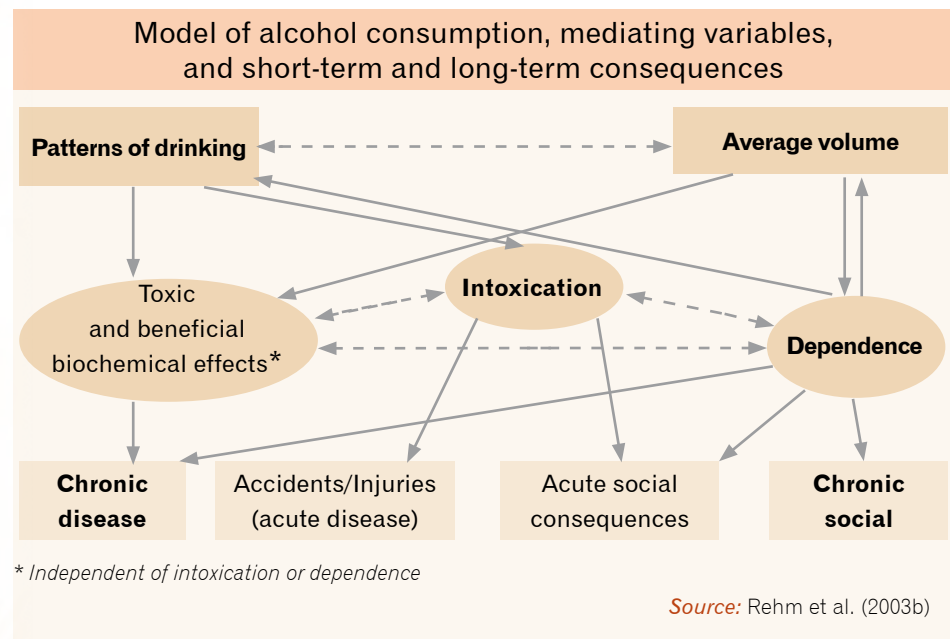 Model of alcohol consumption, mediating variables,
and short-term and long-term consequences
Patterns of drinking
Average volume
Toxic
and beneficial
biochemical effects*
Intoxication
Dependence
Chronic
disease
Accidents/Injuries
(acute disease)
Acute social
consequences
Chronic
social
* Independent of intoxication or dependence
Source: Rehm et al. (2003b)